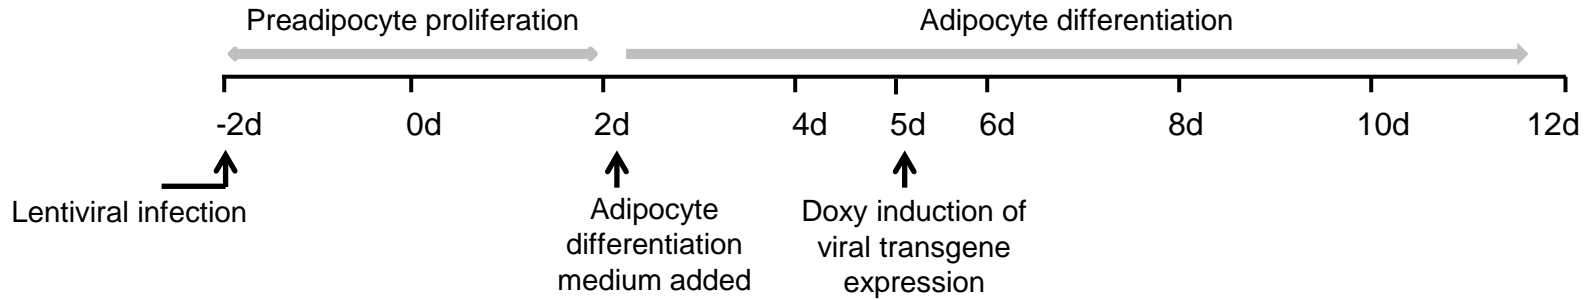 Preadipocyte proliferation
Adipocyte differentiation
-2d
0d
2d
4d
5d
6d
8d
10d
12d
Lentiviral infection
Adipocyte
differentiation
medium added
Doxy induction of
viral transgene
expression